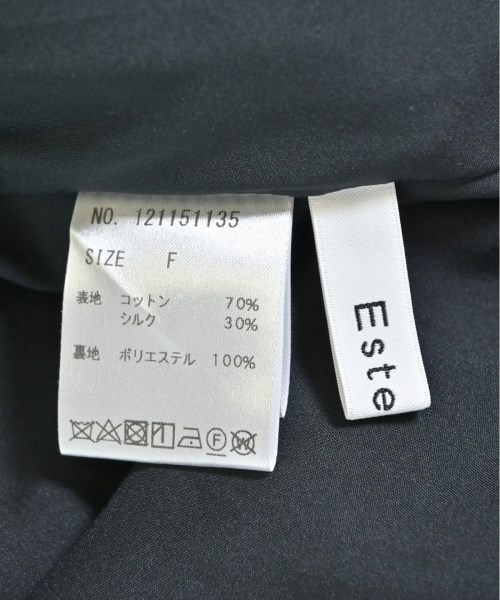 NO. 121151135
SIZE F
表地 コットン 70%
シルク 30%
裏地 ポリエステル 100%
F W
Este